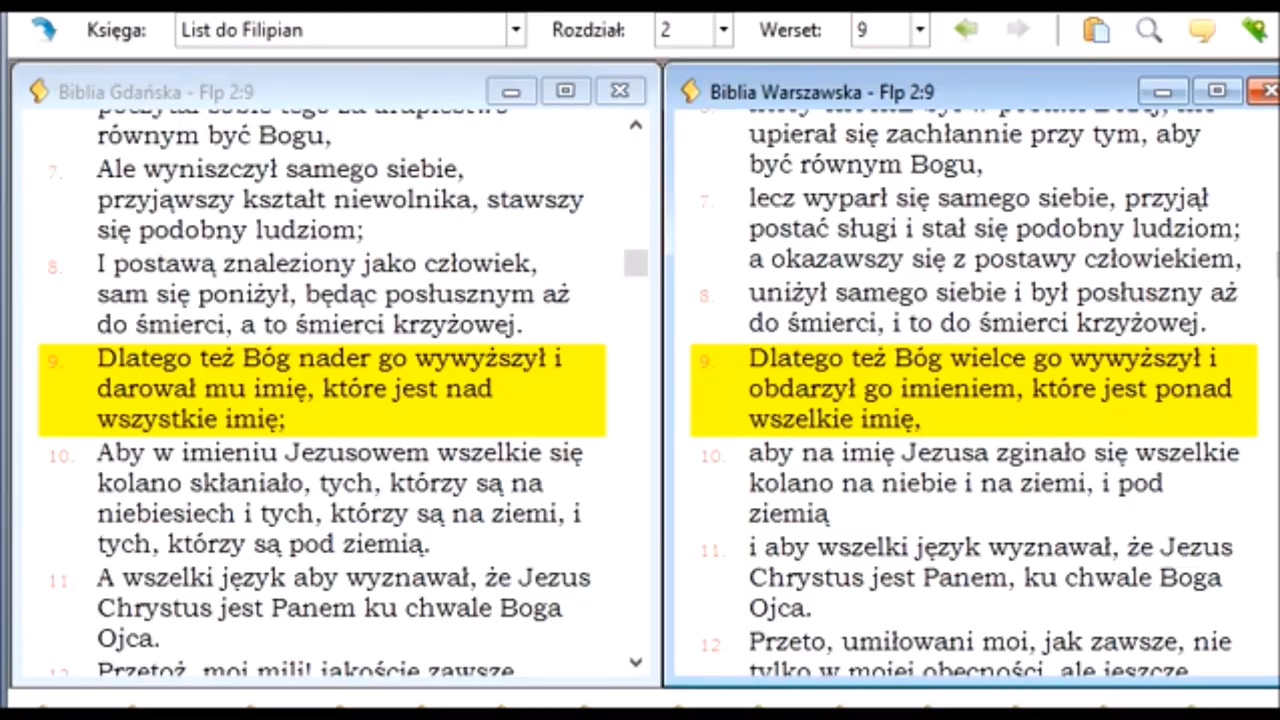 Księga: List do Filipian Rozdział: 2 Werset: 9
Biblia Gdańska - Flp 2:9
równym być Bogu,
7. Ale wyniszczył samego siebie,
przyjąwszy kształt niewolnika, stawszy
się podobny ludziom;
8. I postawą znaleziony jako człowiek,
sam się poniżył, będąc posłusznym aż
do śmierci, a to śmierci krzyżowej.
9. Dlatego też Bóg nader go wywyższył i
darował mu imię, które jest nad
wszystkie imię;
10. Aby w imieniu Jezusowem wszelkie się
kolano skłaniało, tych, którzy są na
niebiesiech i tych, którzy są na ziemi, i
tych, którzy są pod ziemią.
11 A wszelki język aby wyznawał, że Jezus
Chrystus jest Panem ku chwale Boga
Ojca.
Przetoż, moi mili! jakoście zawsze
Biblia Warszawska - Flp 2:9
upierał się zachłannie przy tym, aby
być równym Bogu,
7. lecz wyparł się samego siebie, przyjął
postać sługi i stał się podobny ludziom;
a okazawszy się z postawy człowiekiem,
8. uniżył samego siebie i był posłuszny aż
do śmierci, i to do śmierci krzyżowej.
9. Dlatego też Bóg wielce go wywyższył i
obdarzył go imieniem, które jest ponad
wszelkie imię,
10. aby na imię Jezusa zginało się wszelkie
kolano na niebie i na ziemi, i pod
ziemią
11. i aby wszelki język wyznawał, że Jezus
Chrystus jest Panem, ku chwale Boga
Ojca.
12. Przeto, umiłowani moi, jak zawsze, nie
tylko w mojej obecności, ale jeszcze